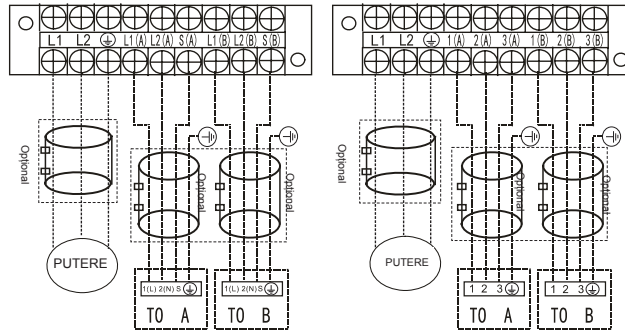 L1 L2 L1(A) L2(A) S(A) L1(B) L2(B) S(B)
Optional
Optional
Optional
PUTERE
1(L) 2(N) S
1(L) 2(N) S
TO A
TO B
L1 L2 1(A) 2(A) 3(A) 1(B) 2(B) 3(B)
Optional
Optional
Optional
PUTERE
1 2 3
1 2 3
TO A
TO B